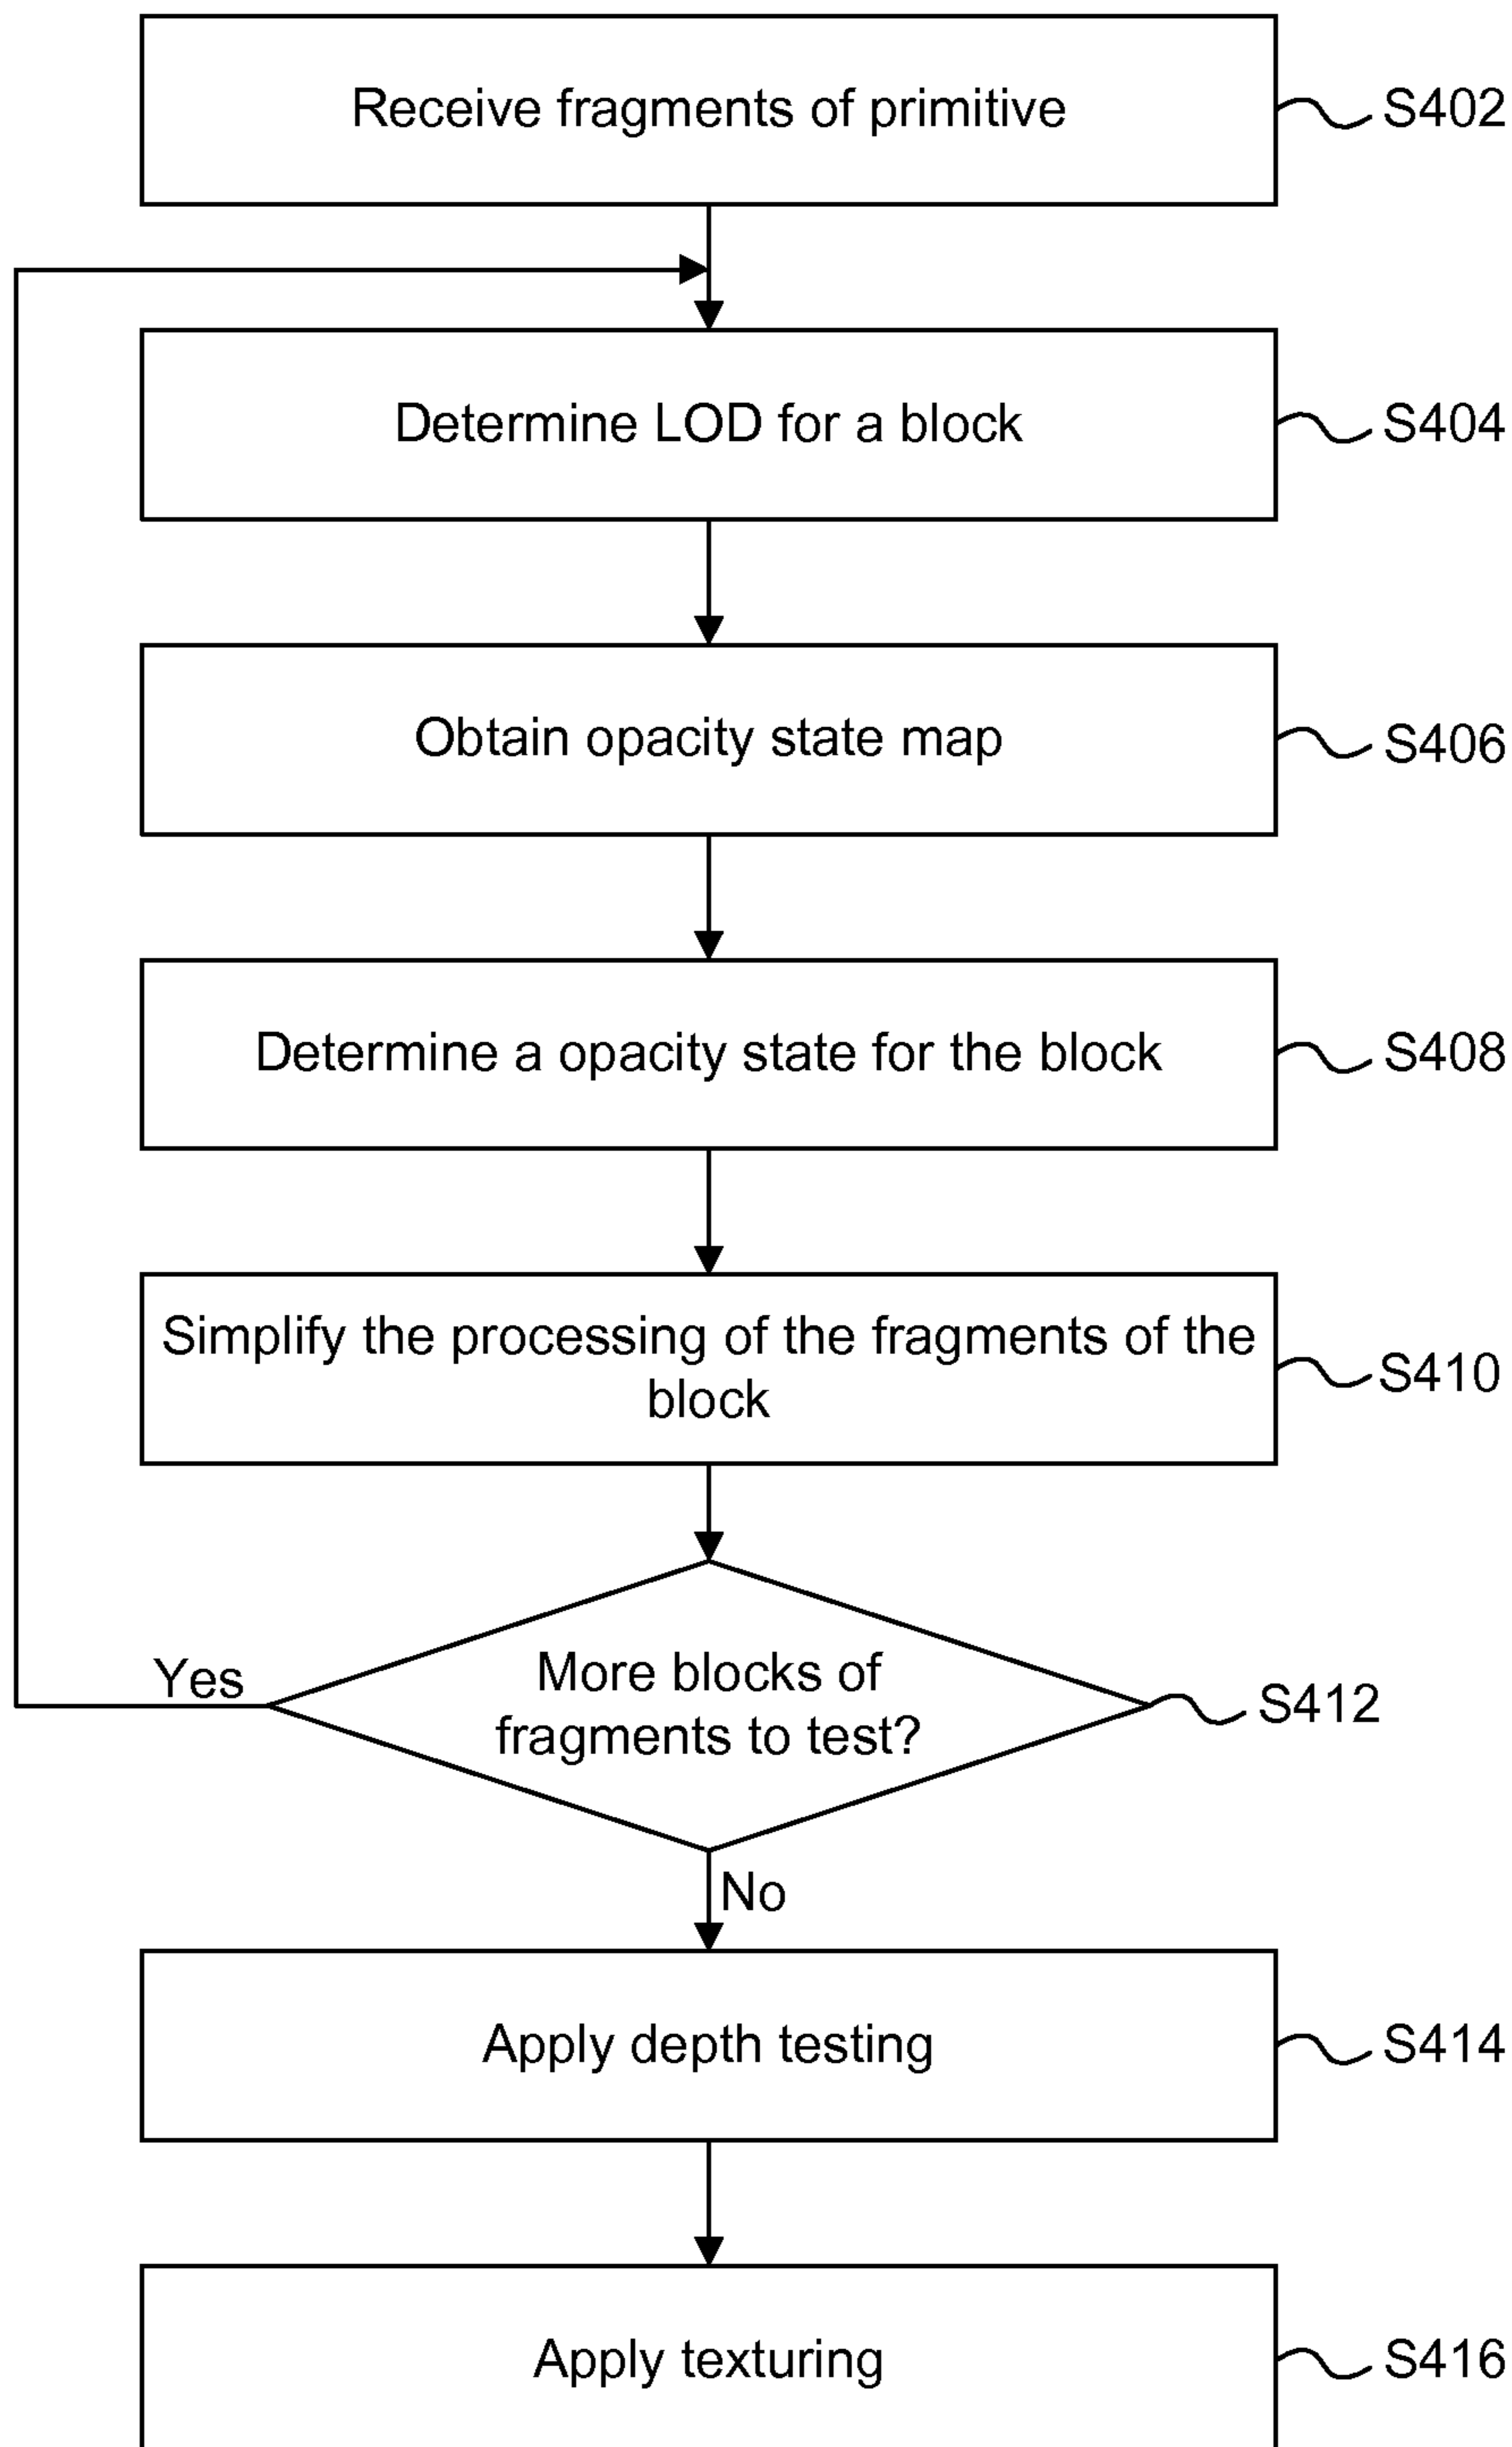 Receive fragments of primitive
S402
Determine LOD for a block
S404
Obtain opacity state map
S406
Determine a opacity state for the block
S408
Simplify the processing of the fragments of the
block
S410
More blocks of
fragments to test?
Yes
S412
No
Apply depth testing
S414
Apply texturing
S416